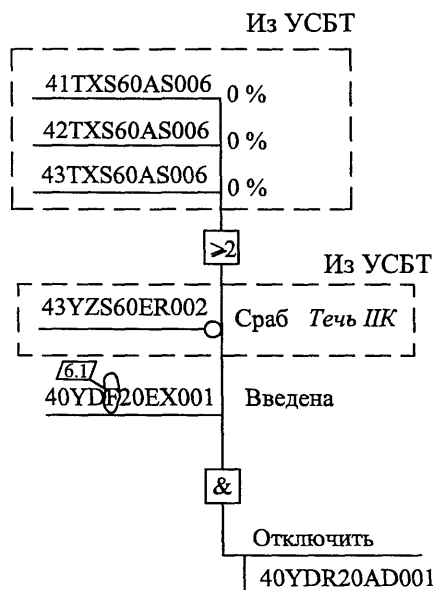 Из УСБТ
41TXS60AS006 0 %
42TXS60AS006 0 %
43TXS60AS006 0 %
⩾2
Из УСБТ
43YZS60ER002 Сраб Течь IIК
6.1
40YDF20EX001 Введена
&
Отключить
40YDR20AD001